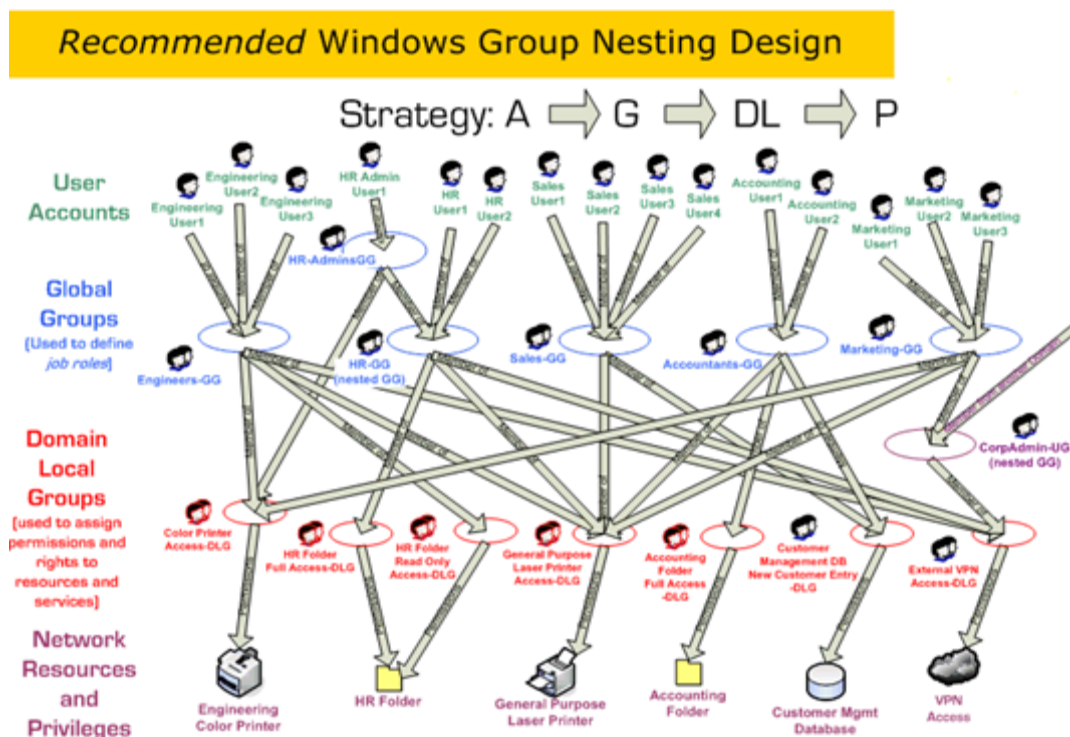 Recommended Windows Group Nesting Design
Strategy: A G DL P
User
Accounts
Engineering
User1
Engineering
User2
Engineering
User3
HR Admin
User1
HR
User1
HR
User2
Sales
User1
Sales
User2
Sales
User3
Sales
User4
Accounting
User1
Accounting
User2
Marketing
User1
Marketing
User2
Marketing
User3
HR-AdminsGG
Global
Groups
(Used to define
job roles)
Engineers-GG
HR-GG
(nested GG)
Sales-GG
Accountants-GG
Marketing-GG
CorpAdmin-UG
(nested GG)
Domain
Local
Groups
(used to assign
permissions and
rights to
resources and
services)
Color Printer
Access-DLG
HR Folder
Full Access-DLG
HR Folder
Read Only
Access-DLG
General Purpose
Laser Printer
Access-DLG
Accounting
Folder
Full Access
-DLG
Customer
Management DB
New Customer Entry
-DLG
External VPN
Access-DLG
Network
Resources
and
Privileges
Engineering
Color Printer
HR Folder
General Purpose
Laser Printer
Accounting
Folder
Customer Mgmt
Database
VPN
Access